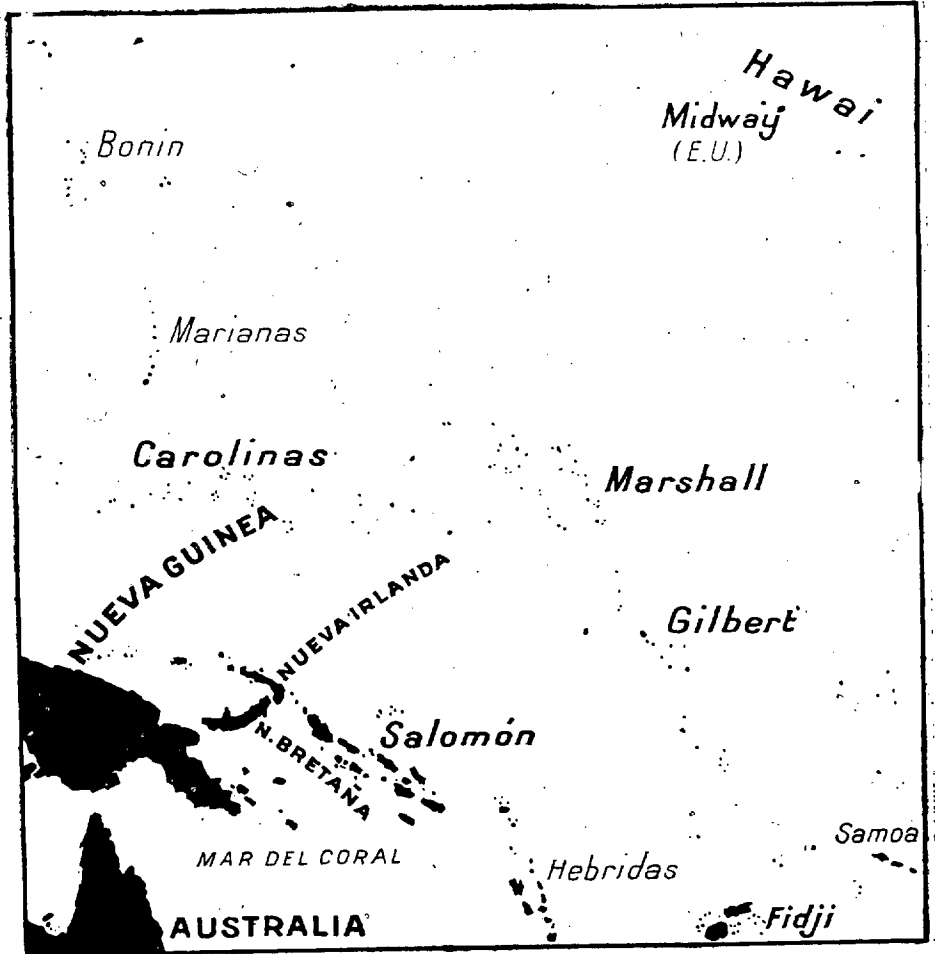 Hawai
Midway
(E.U.)
Bonin
Marianas
Carolinas
Marshall
NUEVA GUINEA
NUEVA IRLANDA
Gilbert
Salomón
N. BRETAÑA
Samoa
MAR DEL CORAL
Hebridas
AUSTRALIA
Fidji